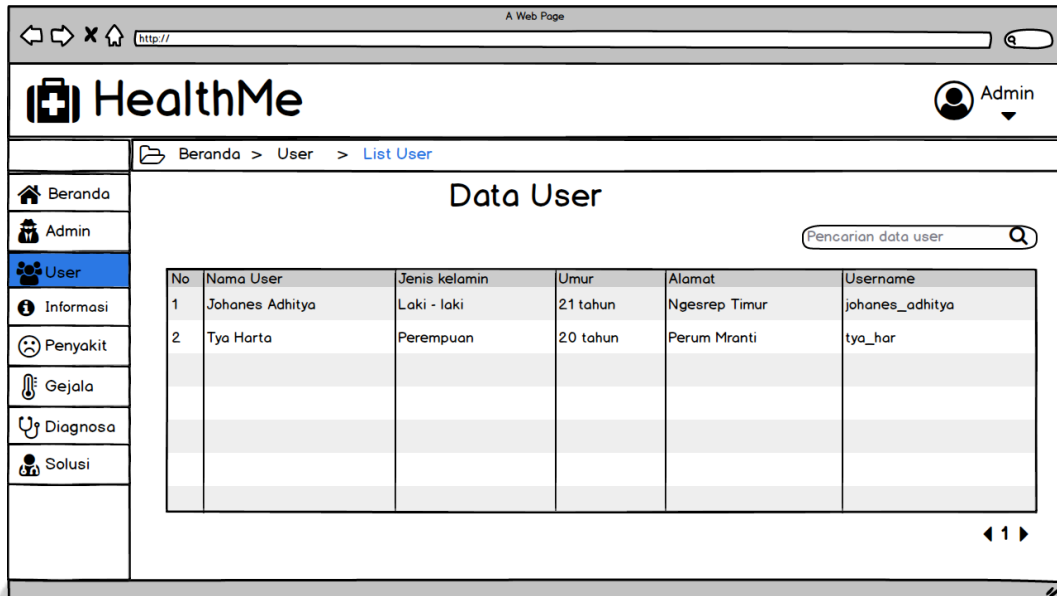 A Web Page
http://
HealthMe
Admin
Beranda > User > List User
Beranda
Admin
User
Informasi
Penyakit
Gejala
Diagnosa
Solusi
Data User
Pencarian data user
No Nama User Jenis kelamin Umur Alamat Username
1 Johanes Adhitya Laki - laki 21 tahun Ngesrep Timur johanes_adhitya
2 Tya Harta Perempuan 20 tahun Perum Mranti tya_har
1